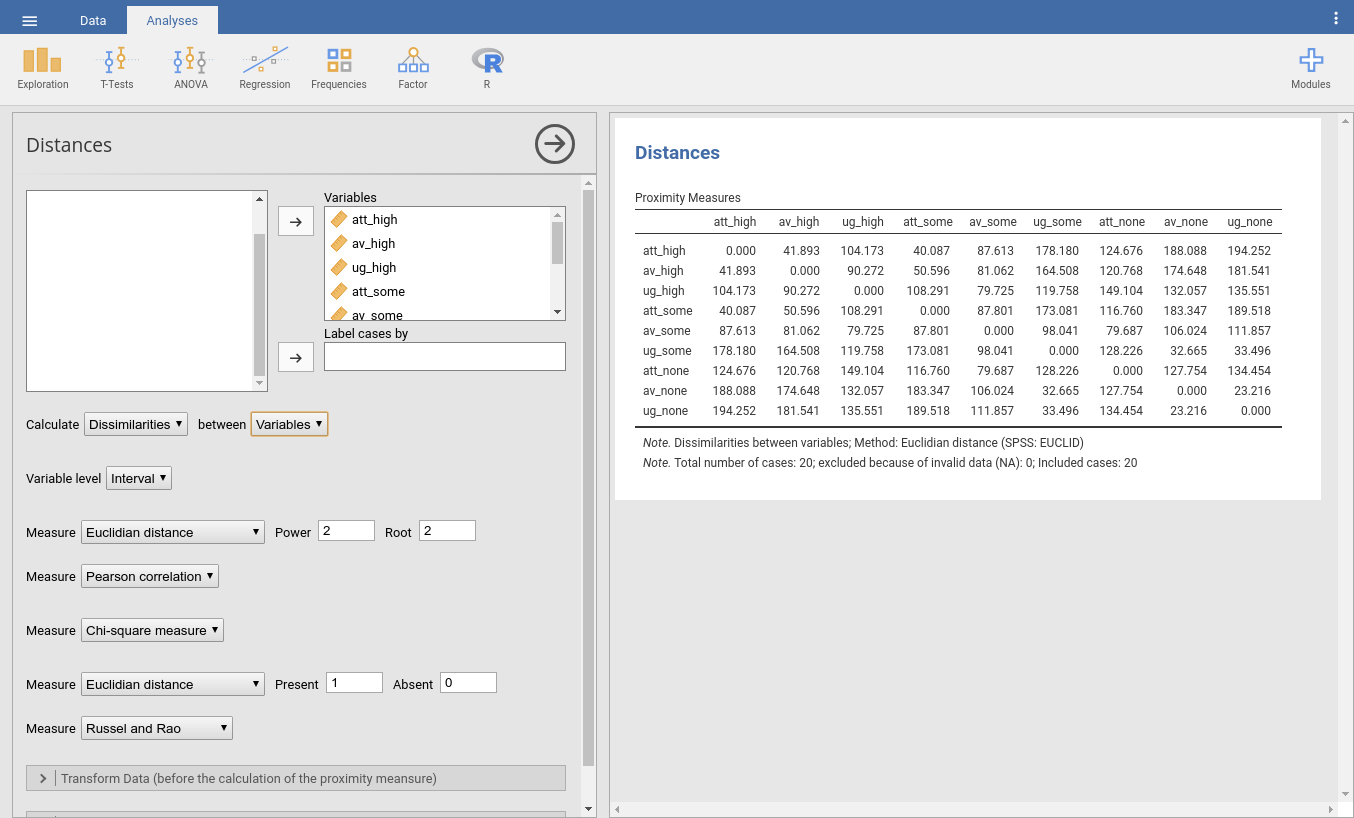 Data Analyses
Exploration T-Tests ANOVA Regression Frequencies Factor R Modules
Distances
Variables
att_high
av_high
ug_high
att_some
av_some
Label cases by
Calculate Dissimilarities between Variables
Variable level Interval
Measure Euclidian distance Power 2 Root 2
Measure Pearson correlation
Measure Chi-square measure
Measure Euclidian distance Present 1 Absent 0
Measure Russel and Rao
Transform Data (before the calculation of the proximity meansure)
Distances
Proximity Measures
att_high av_high ug_high att_some av_some ug_some att_none av_none ug_none
att_high 0.000 41.893 104.173 40.087 87.613 178.180 124.676 188.088 194.252
av_high 41.893 0.000 90.272 50.596 81.062 164.508 120.768 174.648 181.541
ug_high 104.173 90.272 0.000 108.291 79.725 119.758 149.104 132.057 135.551
att_some 40.087 50.596 108.291 0.000 87.801 173.081 116.760 183.347 189.518
av_some 87.613 81.062 79.725 87.801 0.000 98.041 79.687 106.024 111.857
ug_some 178.180 164.508 119.758 173.081 98.041 0.000 128.226 32.665 33.496
att_none 124.676 120.768 149.104 116.760 79.687 128.226 0.000 127.754 134.454
av_none 188.088 174.648 132.057 183.347 106.024 32.665 127.754 0.000 23.216
ug_none 194.252 181.541 135.551 189.518 111.857 33.496 134.454 23.216 0.000
Note. Dissimilarities between variables; Method: Euclidian distance (SPSS: EUCLID)
Note. Total number of cases: 20; excluded because of invalid data (NA): 0; Included cases: 20